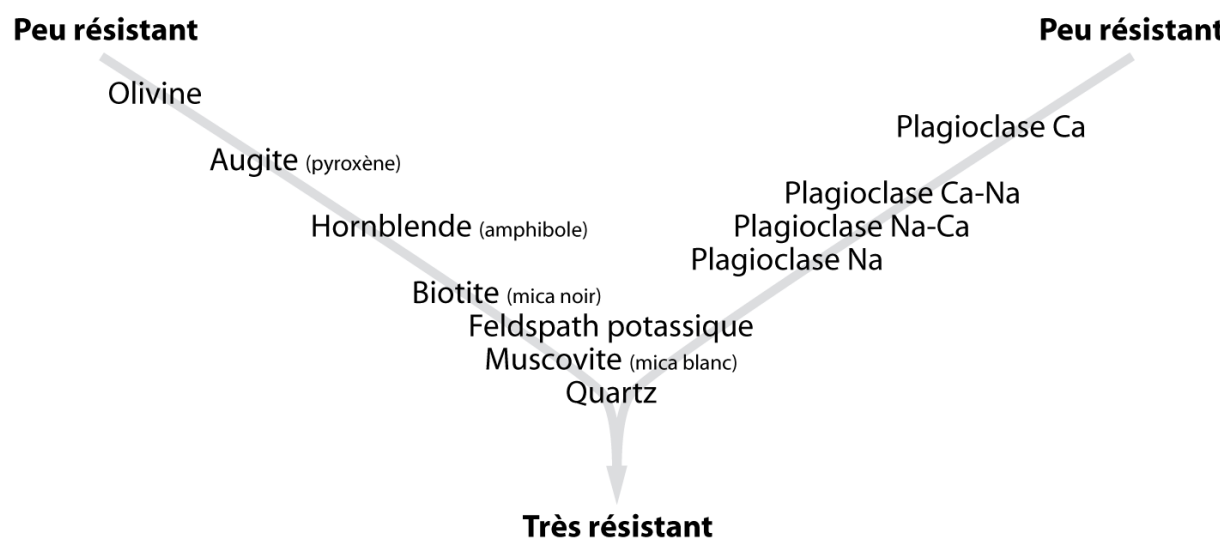 Peu résistant
Peu résistant
Olivine
Plagioclase Ca
Augite (pyroxène)
Plagioclase Ca-Na
Hornblende (amphibole)
Plagioclase Na-Ca
Plagioclase Na
Biotite (mica noir)
Feldspath potassique
Muscovite (mica blanc)
Quartz
Très résistant